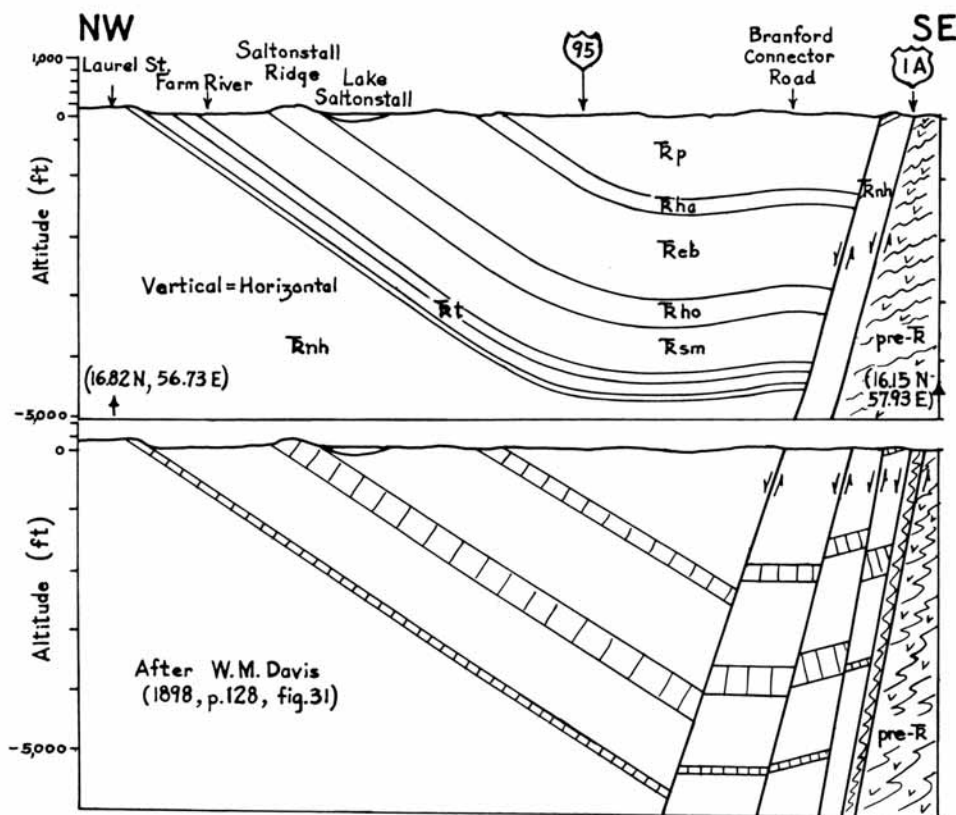 NW
SE
Saltonstall
Ridge
Lake
Saltonstall
95
Branford
Connector
Road
1A
Laurel St.
Farm River
1,000
0
-5,000
Altitude (ft)
Vertical = Horizontal
(16.82 N, 56.73 E)
(16.15 N
57.93 E)
Ꞧp
Ꞧha
Ꞧeb
Ꞧho
Ꞧsm
Ꞧt
Ꞧnh
Ꞧnh
pre-Ꞧ
0
-5,000
Altitude (ft)
After W.M. Davis
(1898, p.128, fig.31)
pre-Ꞧ